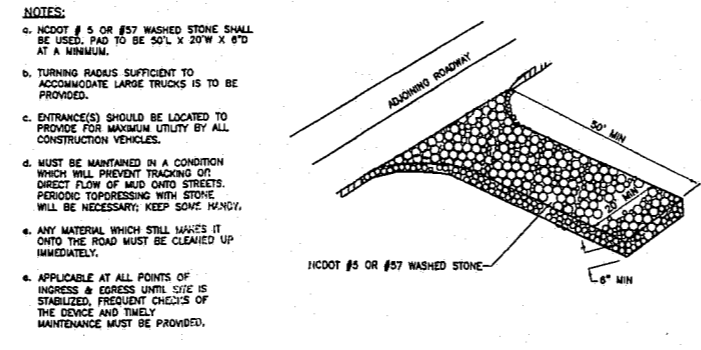 NOTES:
a. NCDOT # 5 OR #57 WASHED STONE SHALL
BE USED. PAD TO BE 50'L X 20'W X 6"D
AT A MINIMUM.
b. TURNING RADIUS SUFFICIENT TO
ACCOMMODATE LARGE TRUCKS IS TO BE
PROVIDED.
c. ENTRANCE(S) SHOULD BE LOCATED TO
PROVIDE FOR MAXIMUM UTILITY BY ALL
CONSTRUCTION VEHICLES.
d. MUST BE MAINTAINED IN A CONDITION
WHICH WILL PREVENT TRACKING OR
DIRECT FLOW OF MUD ONTO STREETS.
PERIODIC TOPDRESSING WITH STONE
WILL BE NECESSARY; KEEP SOME HANDY.
e. ANY MATERIAL WHICH STILL MAKES IT
ONTO THE ROAD MUST BE CLEANED UP
IMMEDIATELY.
e. APPLICABLE AT ALL POINTS OF
INGRESS & EGRESS UNTIL SITE IS
STABILIZED. FREQUENT CHECKS OF
THE DEVICE AND TIMELY
MAINTENANCE MUST BE PROVIDED.
ADJOINING ROADWAY
50' MIN
20' MIN
NCDOT #5 OR #57 WASHED STONE
6" MIN